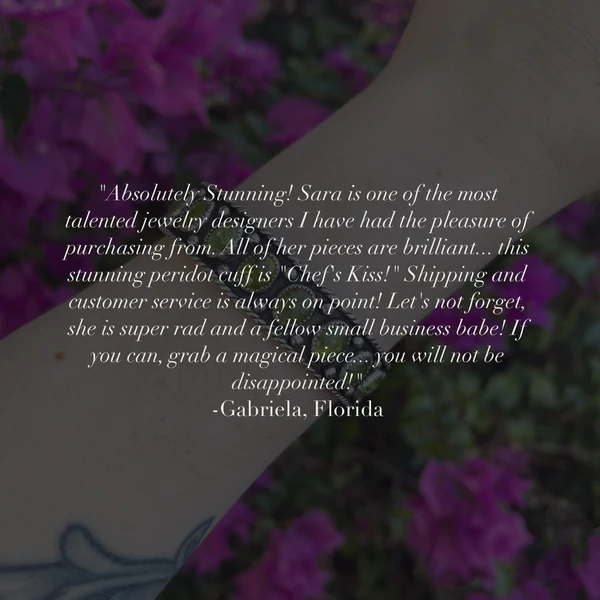 "Absolutely Stunning! Sara is one of the most
talented jewelry designers I have had the pleasure of
purchasing from. All of her pieces are brilliant... this
stunning peridot cuff is "Chef's Kiss!" Shipping and
customer service is always on point! Let's not forget,
she is super rad and a fellow small business babe! If
you can, grab a magical piece... you will not be
disappointed!"
-Gabriela, Florida